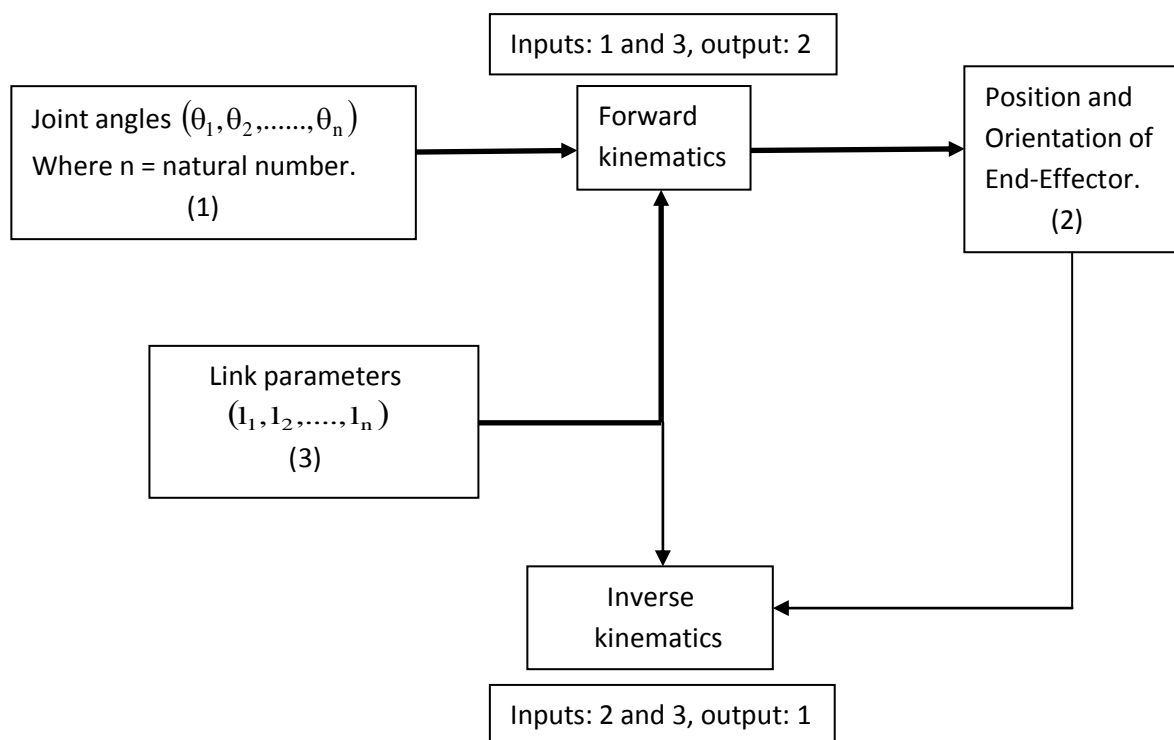 Inputs: 1 and 3, output: 2
Joint angles (θ₁,θ₂,......,θₙ)
Where n = natural number.
(1)
Forward
kinematics
Position and
Orientation of
End-Effector.
(2)
Link parameters
(l₁,l₂,....,lₙ)
(3)
Inverse
kinematics
Inputs: 2 and 3, output: 1